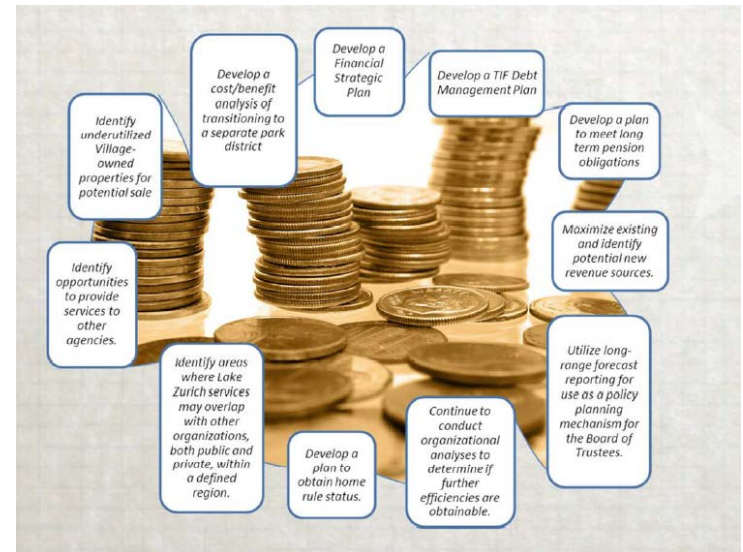 Develop a
Financial
Strategic
Plan
Develop a TIF Debt
Management Plan
Develop a plan
to meet long
term pension
obligations
Maximize existing
and identify
potential new
revenue sources.
Utilize long-
range forecast
reporting for
use as a policy
planning
mechanism for
the Board of
Trustees.
Continue to
conduct
organizational
analyses to
determine if
further
efficiencies are
obtainable.
Develop a
plan to
obtain home
rule status.
Identify areas
where Lake
Zurich services
may overlap
with other
organizations,
both public and
private, within
a defined
region.
Identify
opportunities
to provide
services to
other
agencies.
Identify
underutilized
Village-
owned
properties for
potential sale
Develop a
cost/benefit
analysis of
transitioning to
a separate park
district